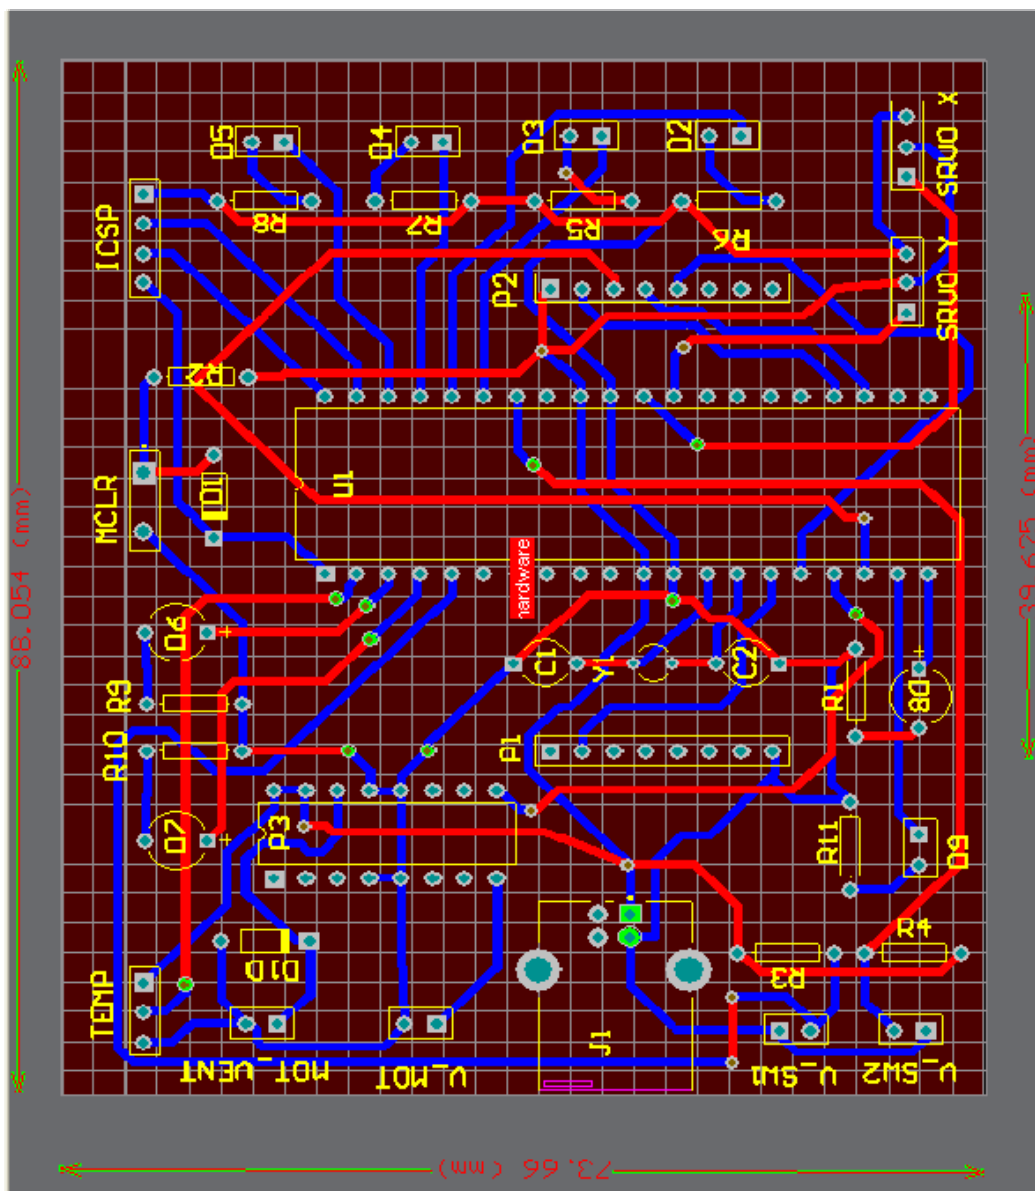 D5
D4
D3
D2
SRVO X
ICSP
R8
R7
R5
R6
P2
SRVO Y
R2
MCLR
D1
U1
hardware
88.054 (mm)
39.625 (mm)
D6
C1
Y1
C2
R1
D8
R9
R10
P1
D7
P3
R11
D9
R4
R3
D10
TEMP
MOT_VENT
V_MOT
J1
V_SW1
V_SW2
73.66 (mm)